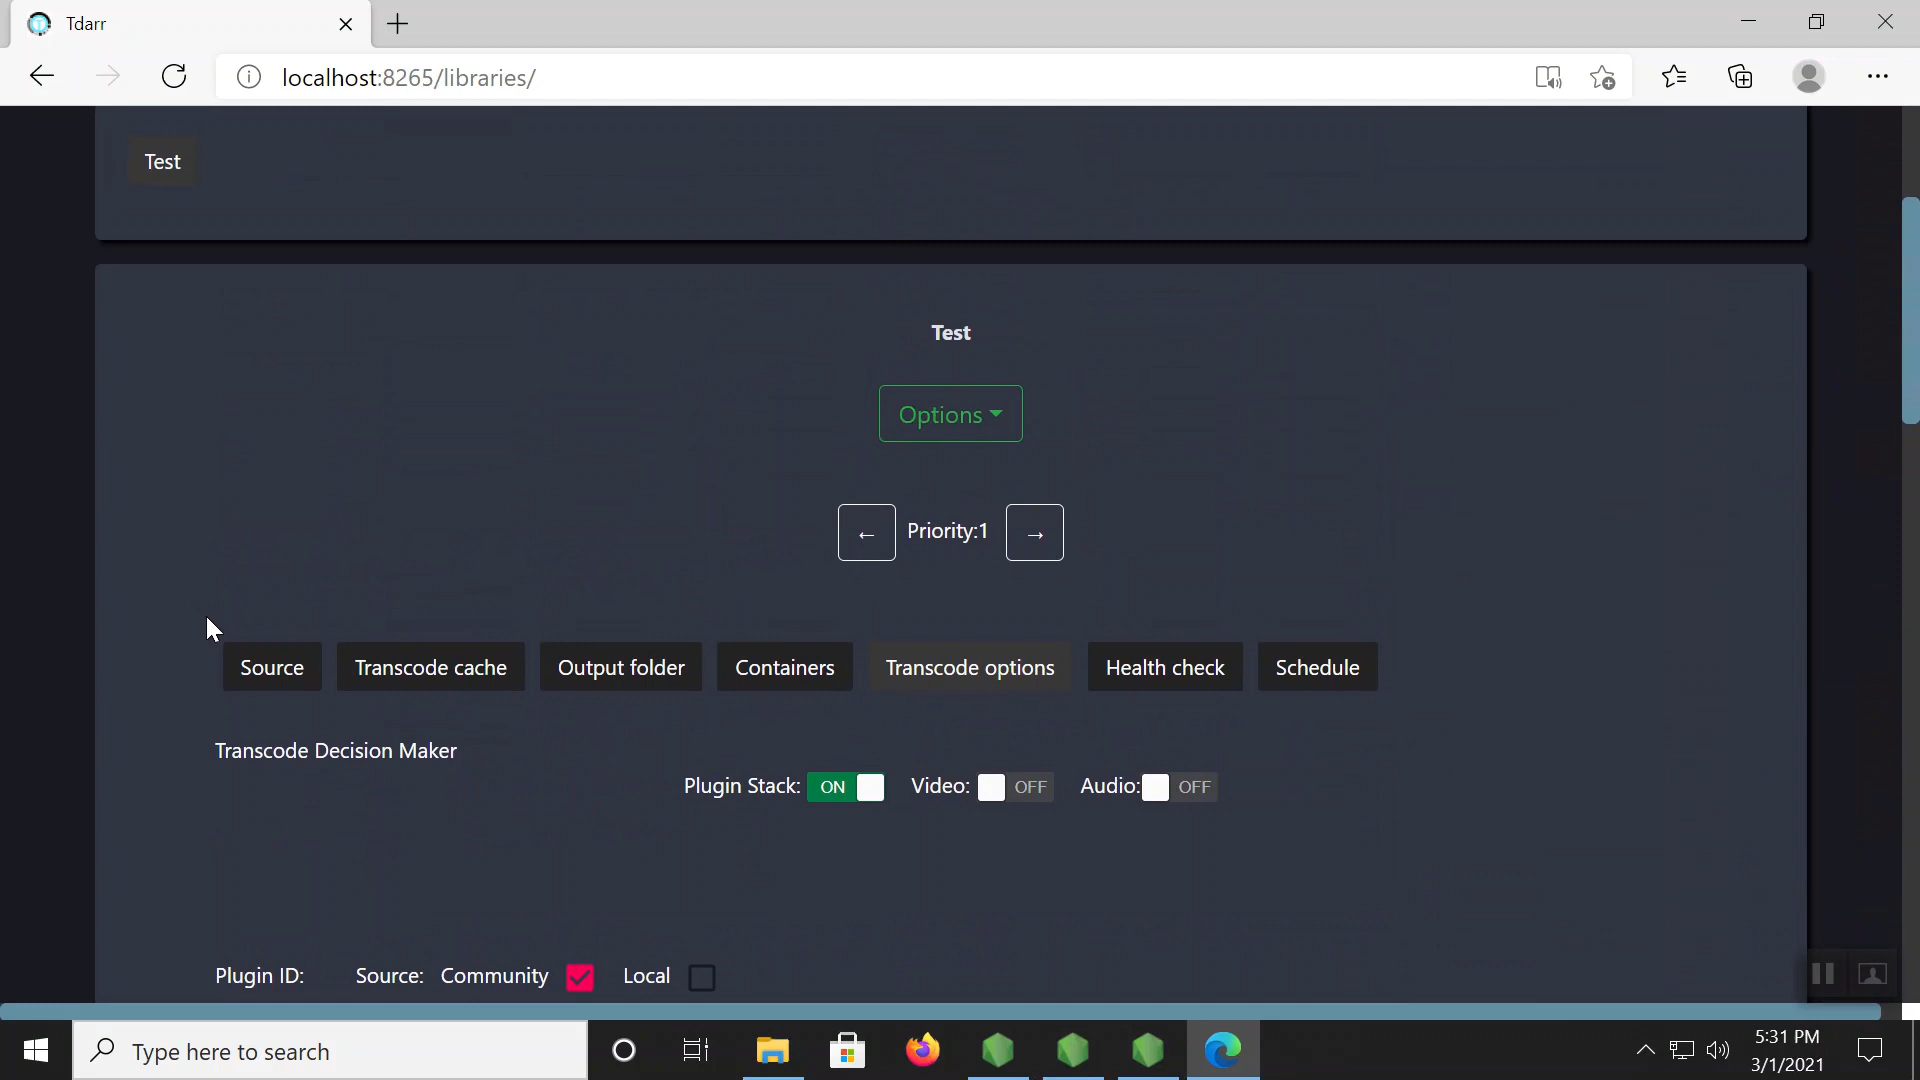 Tdarr
localhost:8265/libraries/
Test
Test
Options
← Priority:1 →
Source Transcode cache Output folder Containers Transcode options Health check Schedule
Transcode Decision Maker
Plugin Stack: ON Video: OFF Audio: OFF
Plugin ID: Source: Community Local
Type here to search
5:31 PM
3/1/2021